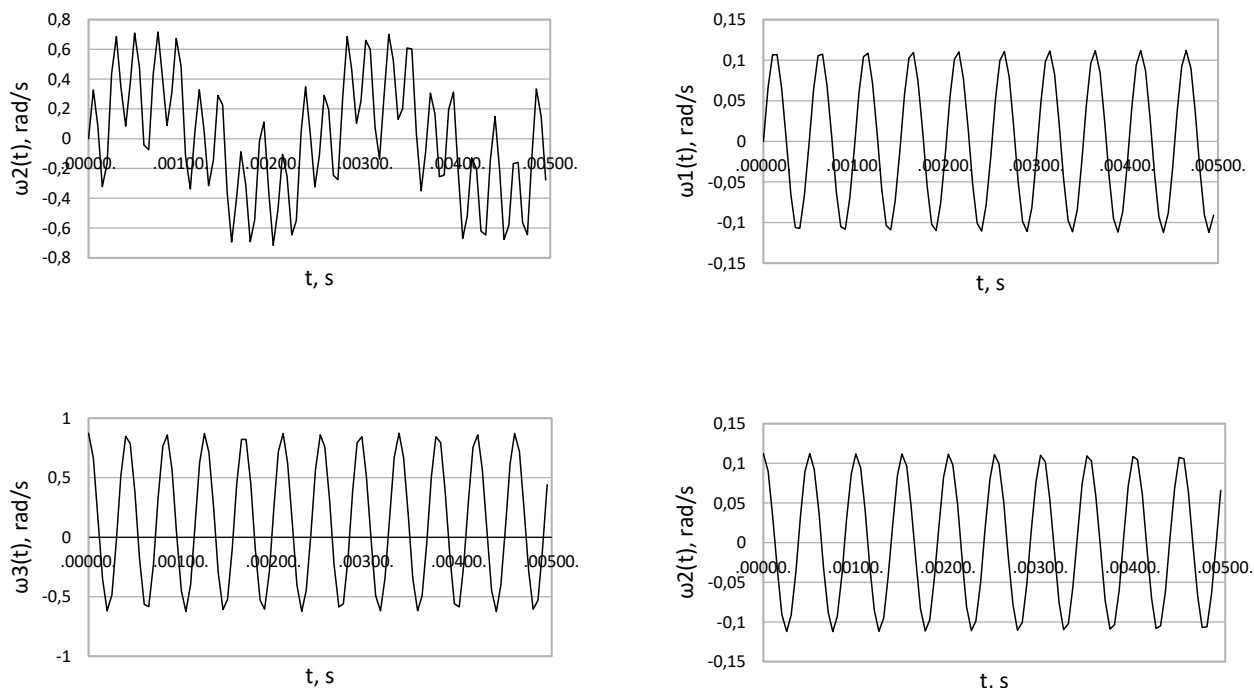 0,8
0,6
0,4
0,2
0
-0,2
-0,4
-0,6
-0,8
.00000. .00100. .00200. .00300. .00400. .00500.
ω2(t), rad/s
t, s
0,15
0,1
0,05
0
-0,05
-0,1
-0,15
.00000. .00100. .00200. .00300. .00400. .00500.
ω1(t), rad/s
t, s
1
0,5
0
-0,5
-1
.00000. .00100. .00200. .00300. .00400. .00500.
ω3(t), rad/s
t, s
0,15
0,1
0,05
0
-0,05
-0,1
-0,15
.00000. .00100. .00200. .00300. .00400. .00500.
ω2(t), rad/s
t, s